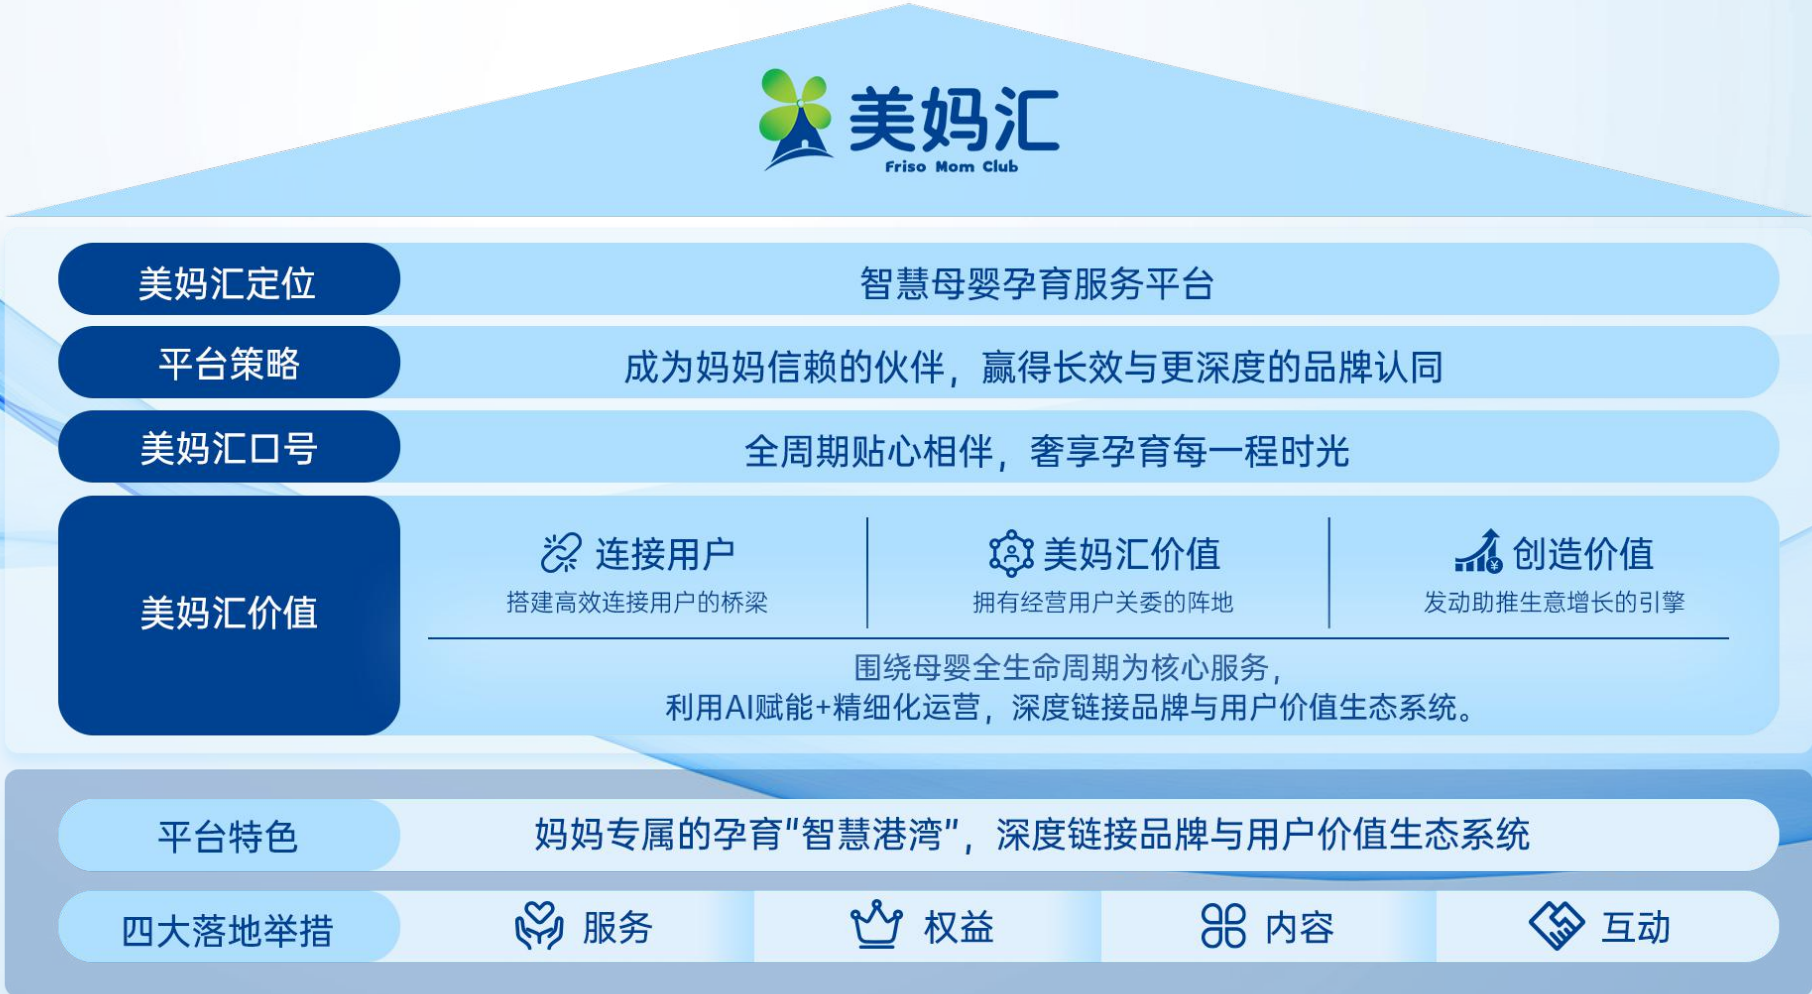 美妈汇
Friso Mom Club
美妈汇定位
智慧母婴孕育服务平台
平台策略
成为妈妈信赖的伙伴，赢得长效与更深度的品牌认同
美妈汇口号
全周期贴心相伴，奢享孕育每一程时光
美妈汇价值
连接用户
搭建高效连接用户的桥梁
美妈汇价值
拥有经营用户关委的阵地
创造价值
发动助推生意增长的引擎
围绕母婴全生命周期为核心服务，
利用AI赋能+精细化运营，深度链接品牌与用户价值生态系统。
平台特色
妈妈专属的孕育"智慧港湾"，深度链接品牌与用户价值生态系统
四大落地举措
服务
权益
内容
互动